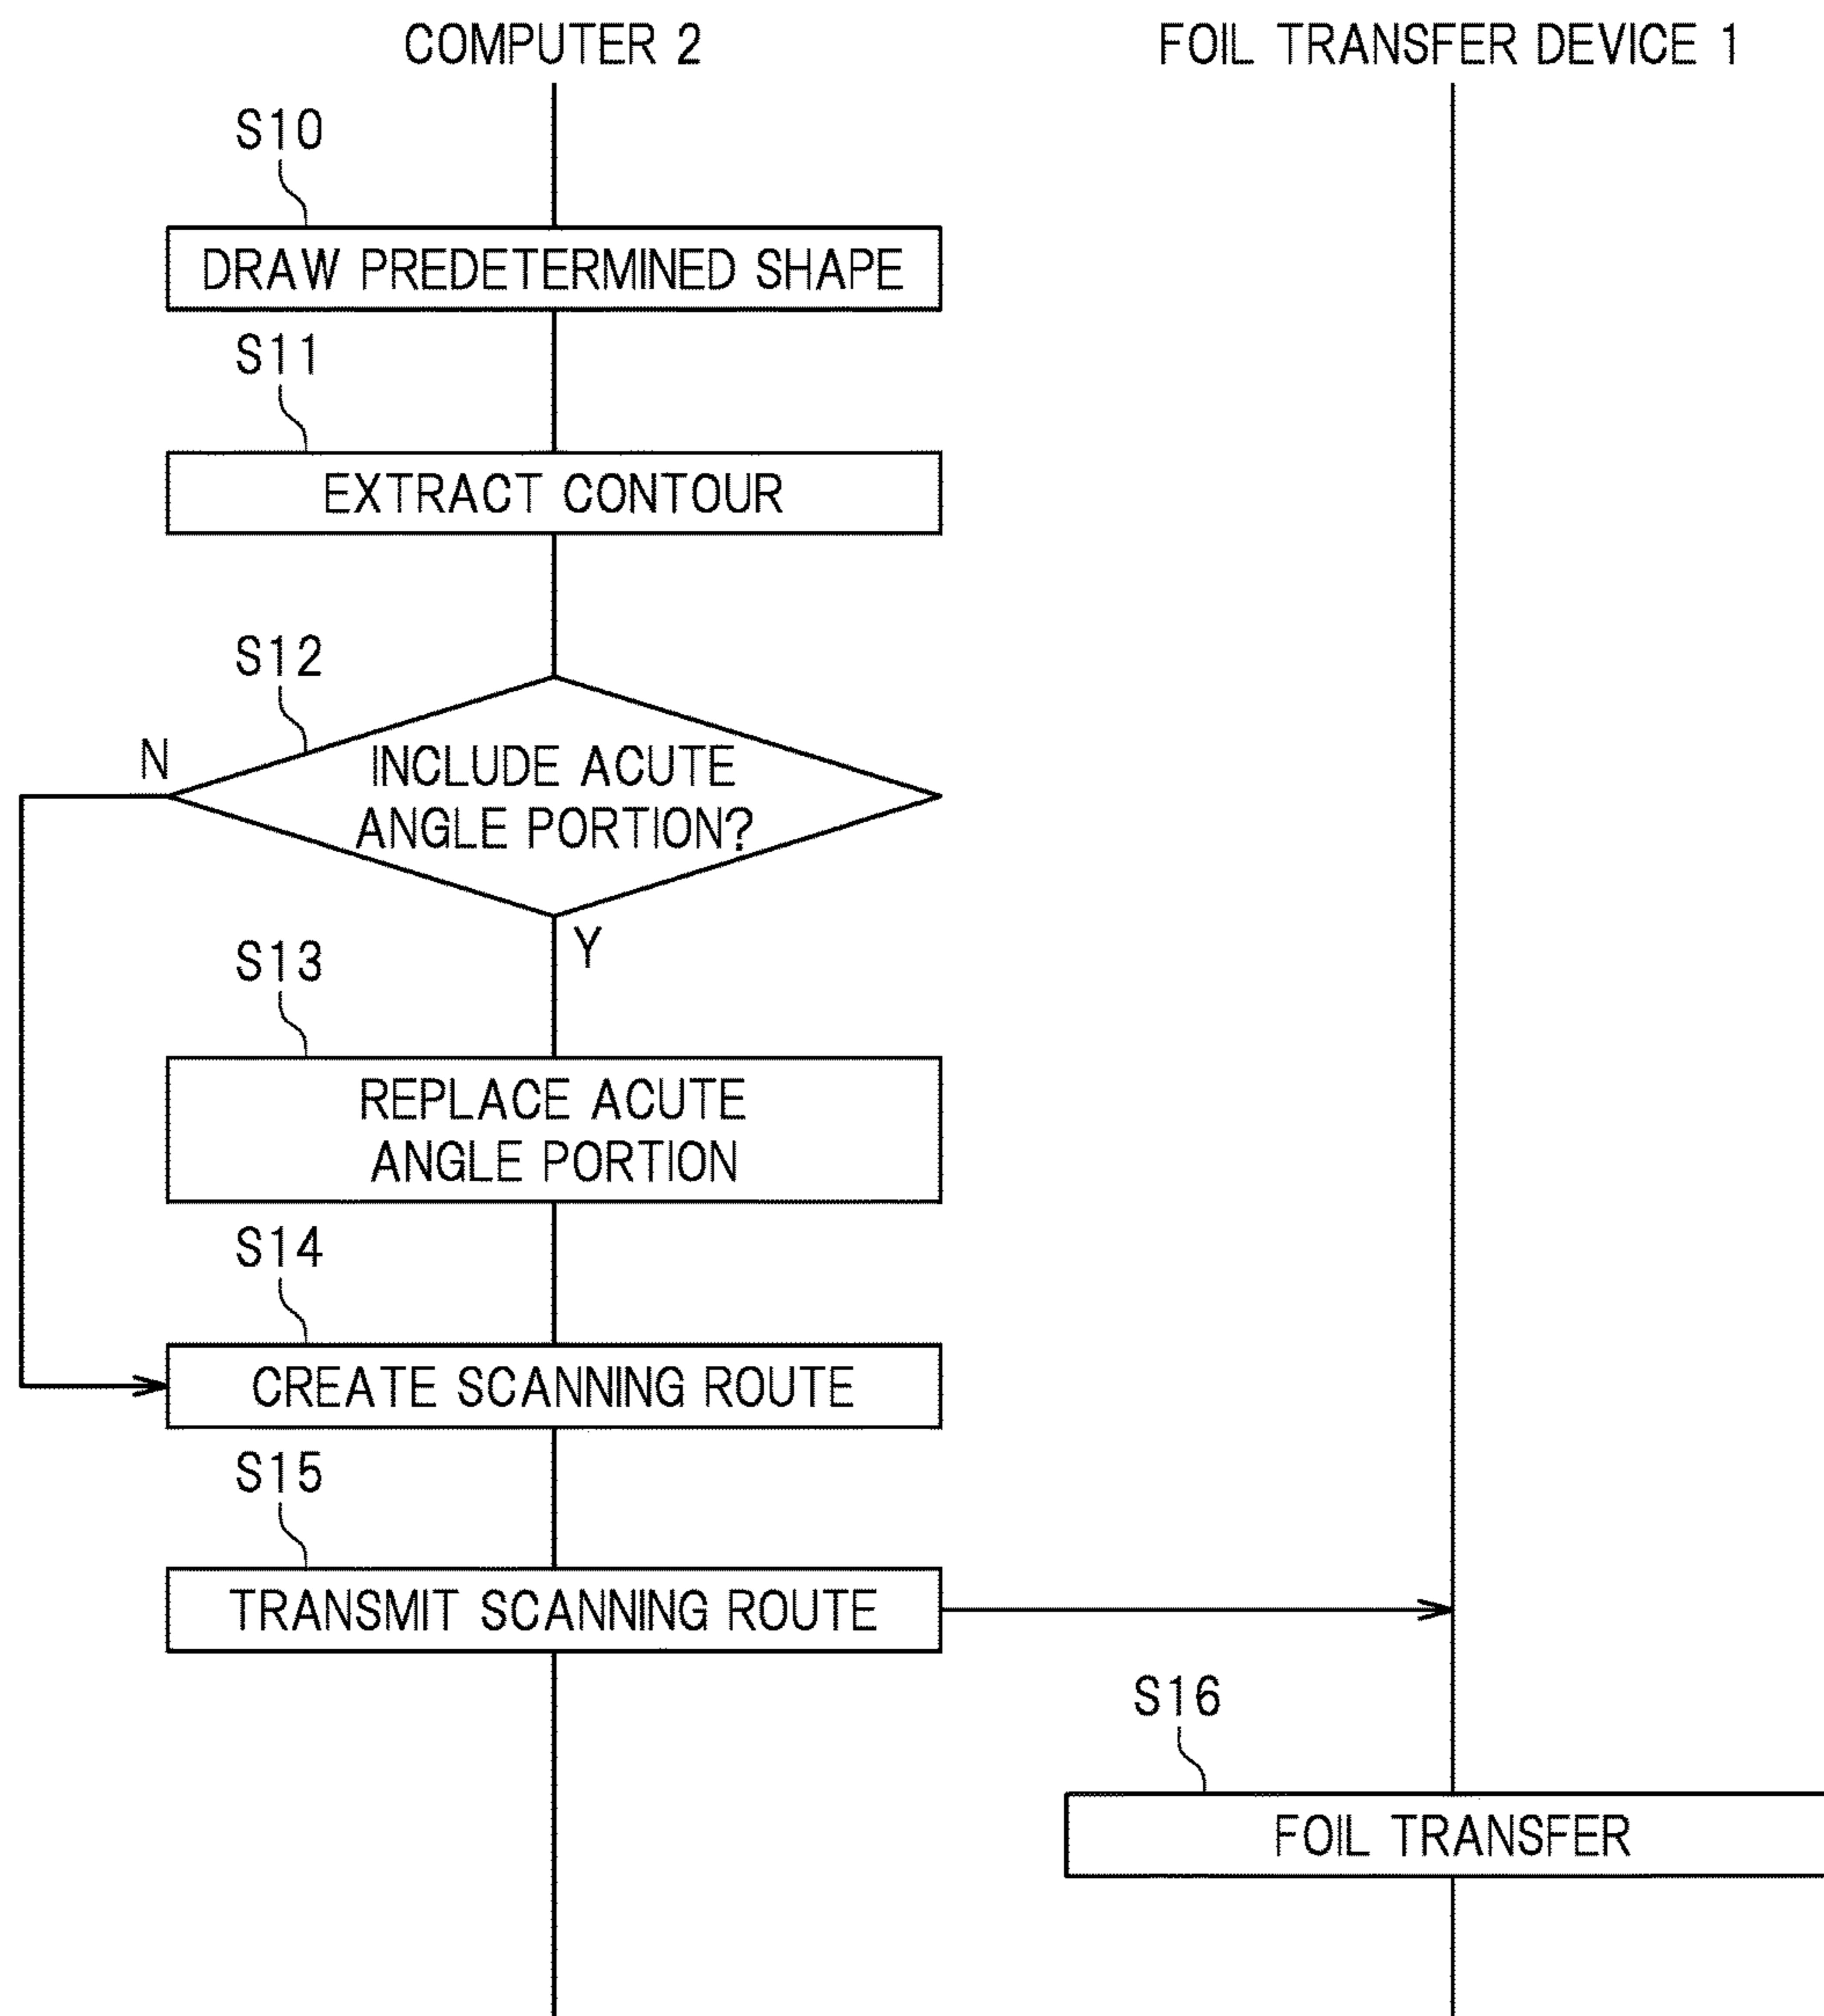 COMPUTER 2
FOIL TRANSFER DEVICE 1
S10
DRAW PREDETERMINED SHAPE
S11
EXTRACT CONTOUR
S12
N
INCLUDE ACUTE
ANGLE PORTION?
Y
S13
REPLACE ACUTE
ANGLE PORTION
S14
CREATE SCANNING ROUTE
S15
TRANSMIT SCANNING ROUTE
S16
FOIL TRANSFER